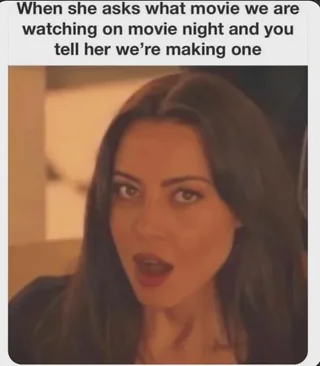 When she asks what movie we are
watching on movie night and you
tell her we’re making one